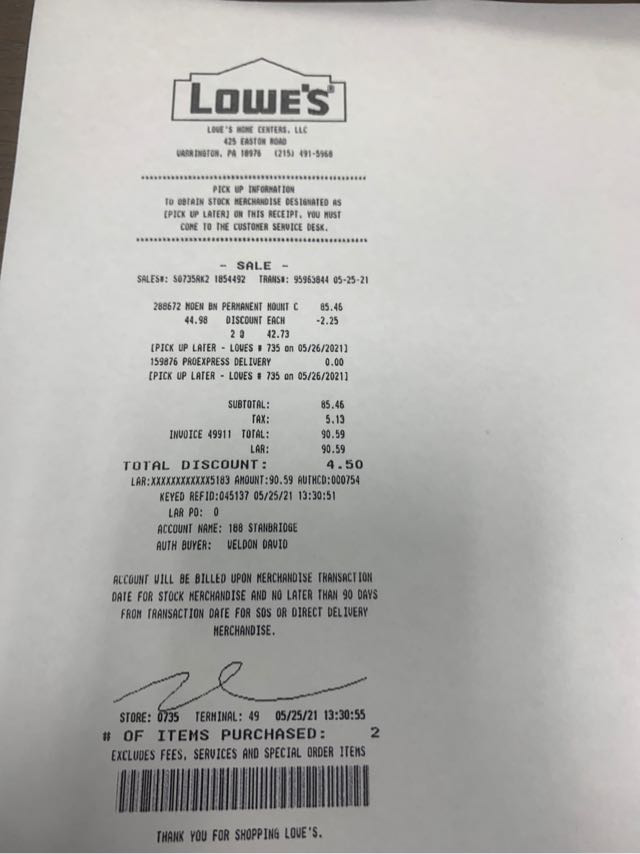 LOWE'S®
LOWE'S HOME CENTERS, LLC
425 EASTON ROAD
WARRINGTON, PA 18976 (215) 491-5968
****************************************
PICK UP INFORMATION
TO OBTAIN STOCK MERCHANDISE DESIGNATED AS
[PICK UP LATER] ON THIS RECEIPT, YOU MUST
COME TO THE CUSTOMER SERVICE DESK.
****************************************
- SALE -
SALES#: S0735RK2 1854492 TRANS#: 95963844 05-25-21
288672 MOEN BN PERMANENT MOUNT C 85.46
44.98 DISCOUNT EACH -2.25
2 @ 42.73
[PICK UP LATER - LOWES # 735 on 05/26/2021]
159876 PROEXPRESS DELIVERY 0.00
[PICK UP LATER - LOWES # 735 on 05/26/2021]
SUBTOTAL: 85.46
TAX: 5.13
INVOICE 49911 TOTAL: 90.59
LAR: 90.59
TOTAL DISCOUNT: 4.50
LAR:XXXXXXXXXXXX5183 AMOUNT:90.59 AUTHCD:000754
KEYED REFID:045137 05/25/21 13:30:51
LAR PO: 0
ACCOUNT NAME: 188 STANBRIDGE
AUTH BUYER: WELDON DAVID
ACCOUNT WILL BE BILLED UPON MERCHANDISE TRANSACTION
DATE FOR STOCK MERCHANDISE AND NO LATER THAN 90 DAYS
FROM TRANSACTION DATE FOR SOS OR DIRECT DELIVERY
MERCHANDISE.
STORE: 0735 TERMINAL: 49 05/25/21 13:30:55
# OF ITEMS PURCHASED: 2
EXCLUDES FEES, SERVICES AND SPECIAL ORDER ITEMS
THANK YOU FOR SHOPPING LOWE'S.